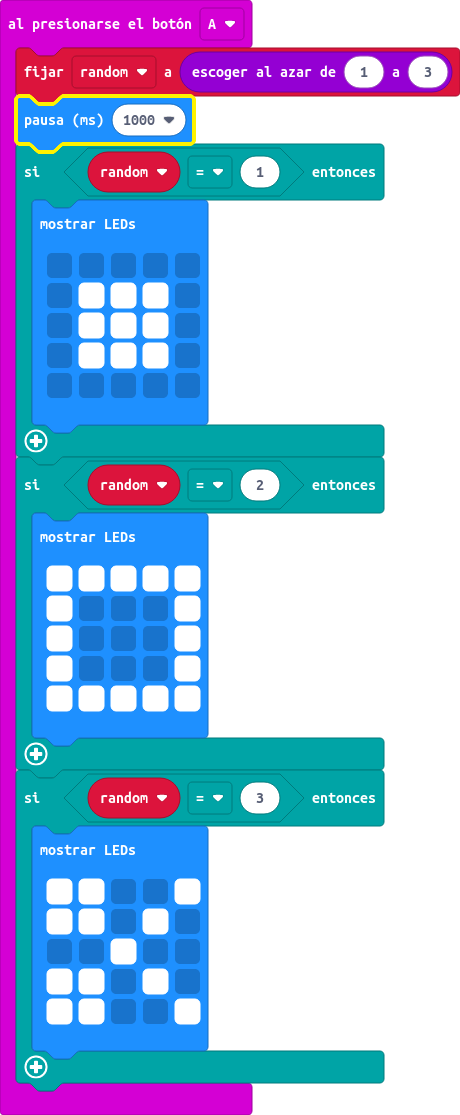 al presionarse el botón A
fijar random a escoger al azar de 1 a 3
pausa (ms) 1000
si random = 1 entonces
mostrar LEDs
si random = 2 entonces
mostrar LEDs
si random = 3 entonces
mostrar LEDs